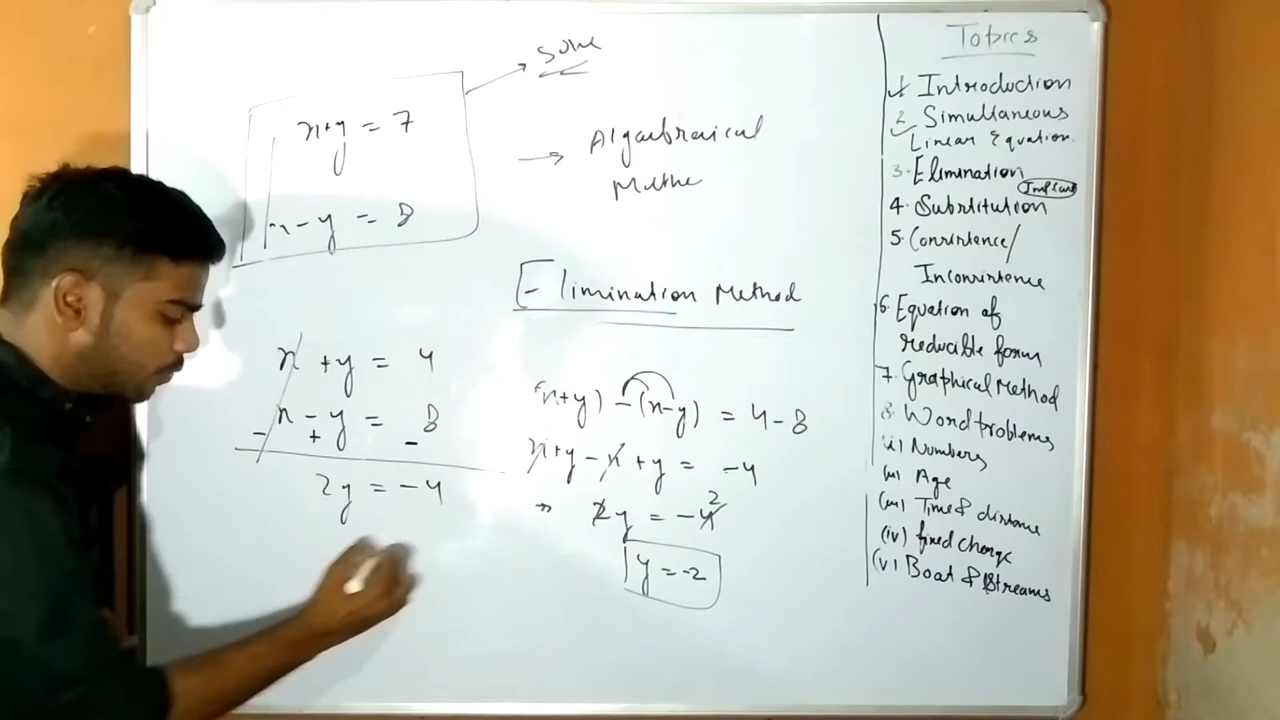 Solve
x+y = 7
x-y = 8
→ Algaebraical
Methe
Elimination Method
x + y = 4
x - y = 8
- + -
2y = -4
(x+y) - (x-y) = 4-8
x+y-x+y = -4
⇒ 2y = -4 2
y = -2
Topics
1 Introduction
2 Simultaneous
Linear Equation.
3. Elimination
4. Substitution
5. Consistence/
Inconsistence
6. Equation of
reducible form
7. Graphical Method
8. Word problems
(i) Numbers
(ii) Age
(iii) Time & distance
(iv) fixed charge
(v) Boat & Streams